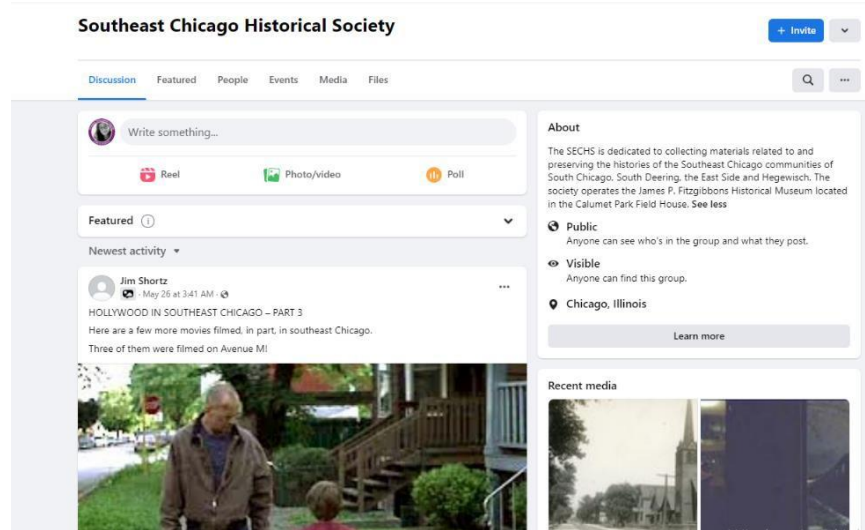 Southeast Chicago Historical Society
+ Invite
Discussion Featured People Events Media Files
Write something...
Reel Photo/video Poll
Featured
Newest activity
Jim Shortz
· May 26 at 3:41 AM ·
HOLLYWOOD IN SOUTHEAST CHICAGO – PART 3
Here are a few more movies filmed, in part, in southeast Chicago.
Three of them were filmed on Avenue M!
About
The SECHS is dedicated to collecting materials related to and
preserving the histories of the Southeast Chicago communities of
South Chicago, South Deering, the East Side and Hegewisch. The
society operates the James P. Fitzgibbons Historical Museum located
in the Calumet Park Field House. See less
Public
Anyone can see who's in the group and what they post.
Visible
Anyone can find this group.
Chicago, Illinois
Learn more
Recent media